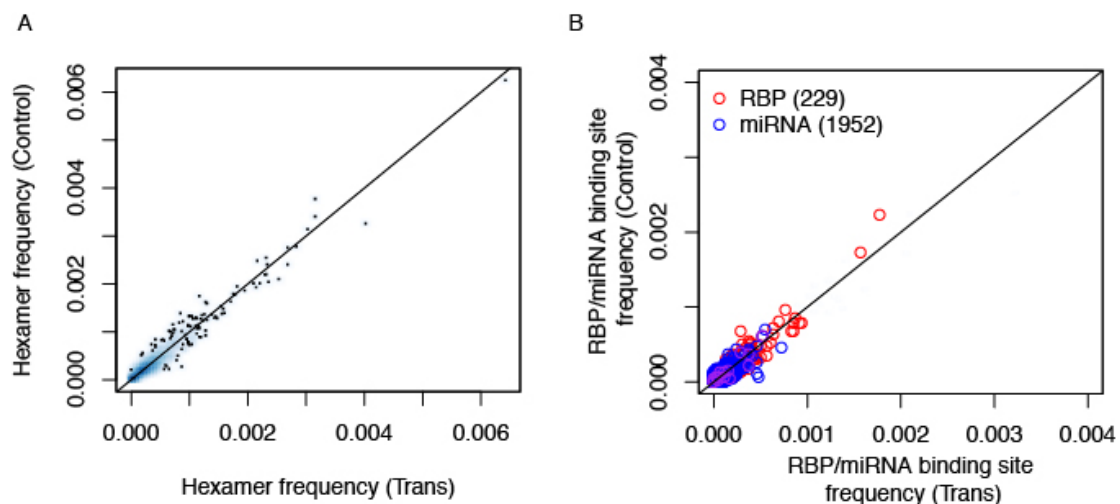 A
Hexamer frequency (Control)
0.006
0.004
0.002
0.000
0.000
0.002
0.004
0.006
Hexamer frequency (Trans)
B
RBP/miRNA binding site
frequency (Control)
0.004
0.002
0.000
RBP (229)
miRNA (1952)
0.000
0.001
0.002
0.003
0.004
RBP/miRNA binding site
frequency (Trans)